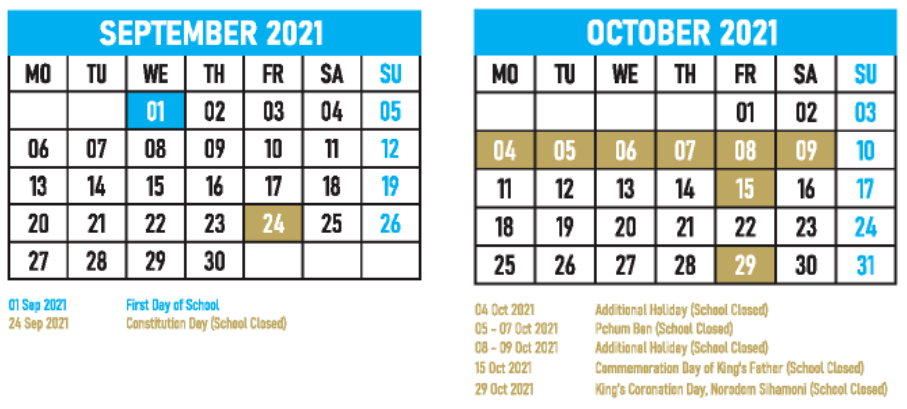 SEPTEMBER 2021
MO TU WE TH FR SA SU
01 02 03 04 05
06 07 08 09 10 11 12
13 14 15 16 17 18 19
20 21 22 23 24 25 26
27 28 29 30
01 Sep 2021 First Day of School
24 Sep 2021 Constitution Day (School Closed)
OCTOBER 2021
MO TU WE TH FR SA SU
01 02 03
04 05 06 07 08 09 10
11 12 13 14 15 16 17
18 19 20 21 22 23 24
25 26 27 28 29 30 31
04 Oct 2021 Additional Holiday (School Closed)
05 - 07 Oct 2021 Pchum Ben (School Closed)
08 - 09 Oct 2021 Additional Holiday (School Closed)
15 Oct 2021 Commemoration Day of King's Father (School Closed)
29 Oct 2021 King's Coronation Day, Norodom Sihamoni (School Closed)